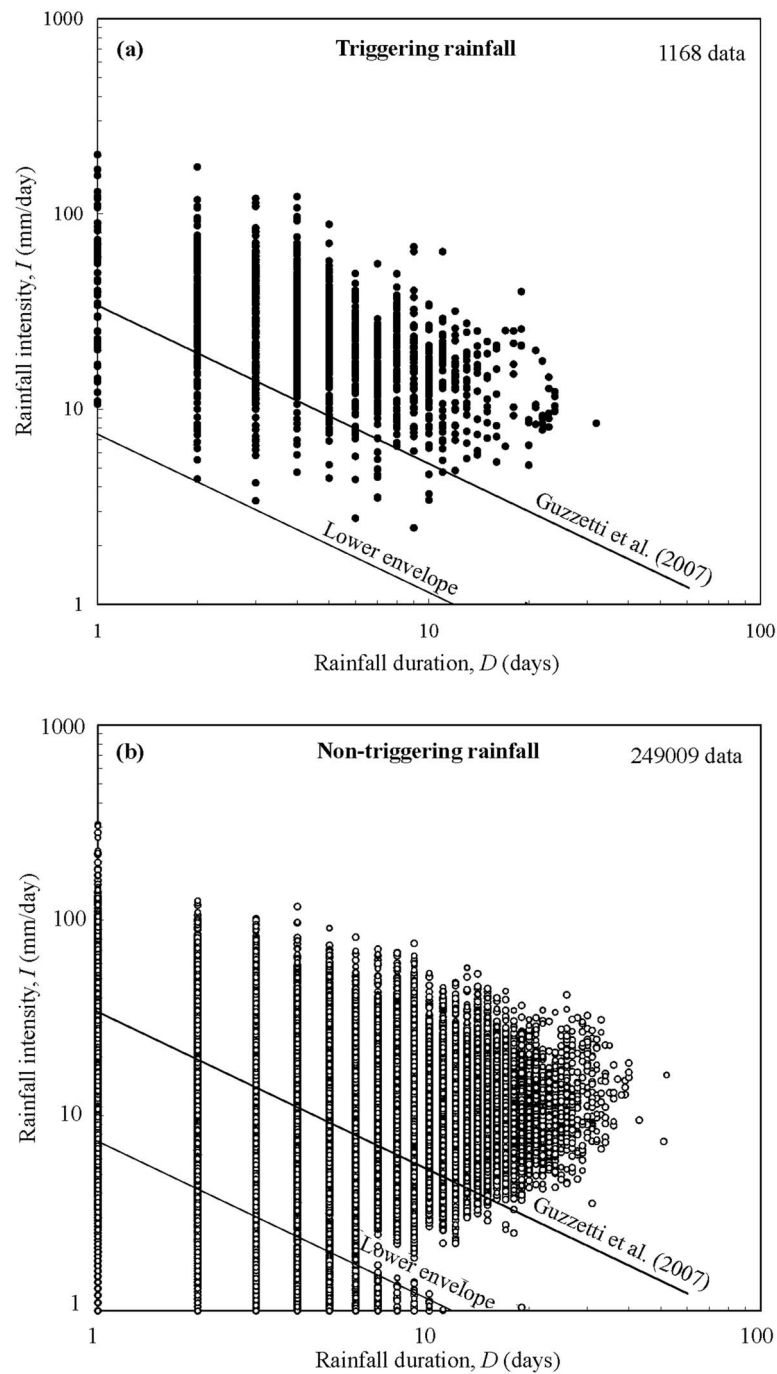 1000
(a)
Triggering rainfall
1168 data
100
Rainfall intensity, I (mm/day)
10
Guzzetti et al. (2007)
Lower envelope
1
1
10
100
Rainfall duration, D (days)
1000
(b)
Non-triggering rainfall
249009 data
100
Rainfall intensity, I (mm/day)
10
Guzzetti et al. (2007)
Lower envelope
1
1
10
100
Rainfall duration, D (days)